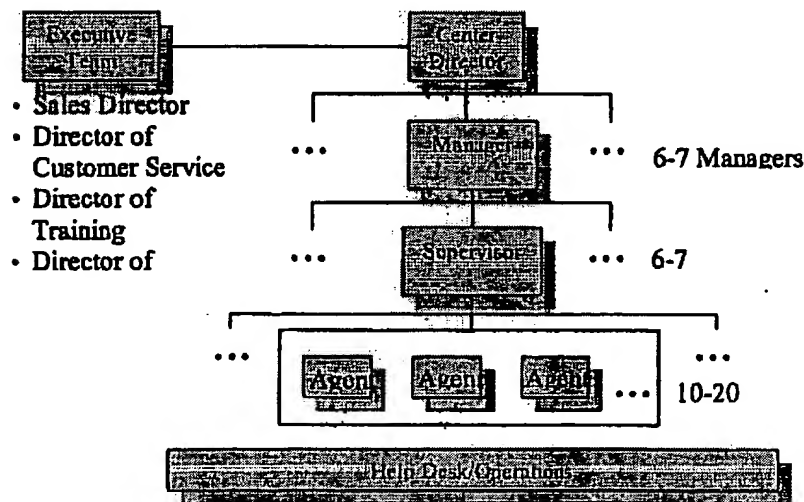 Executive
Team
Center
Director
• Sales Director
• Director of
Customer Service
• Director of
Training
• Director of
... Manager ... 6-7 Managers
... Supervisor ... 6-7
... ...
Agent Agent Agent ... 10-20
Help Desk/Operations